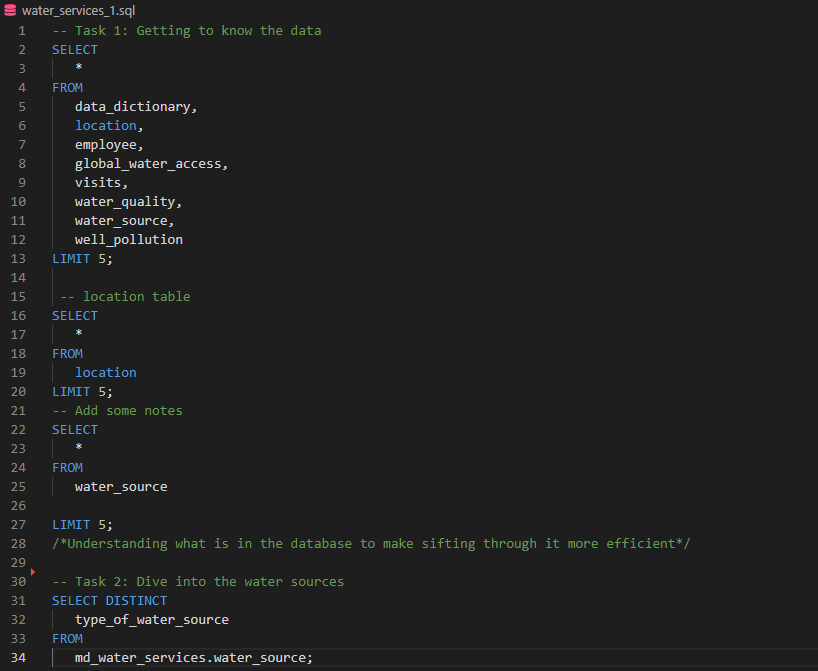 water_services_1.sql
1 -- Task 1: Getting to know the data
2 SELECT
3 *
4 FROM
5 data_dictionary,
6 location,
7 employee,
8 global_water_access,
9 visits,
10 water_quality,
11 water_source,
12 well_pollution
13 LIMIT 5;
14
15 -- location table
16 SELECT
17 *
18 FROM
19 location
20 LIMIT 5;
21 -- Add some notes
22 SELECT
23 *
24 FROM
25 water_source
26
27 LIMIT 5;
28 /*Understanding what is in the database to make sifting through it more efficient*/
29
30 -- Task 2: Dive into the water sources
31 SELECT DISTINCT
32 type_of_water_source
33 FROM
34 md_water_services.water_source;